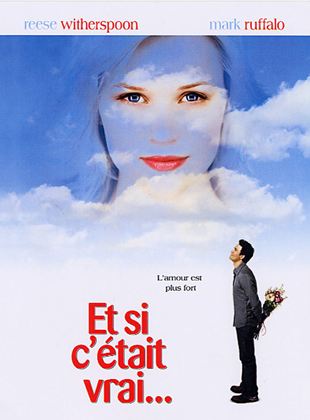 reese witherspoon mark ruffalo
L'amour est
plus fort
Et si
c'était
vrai...